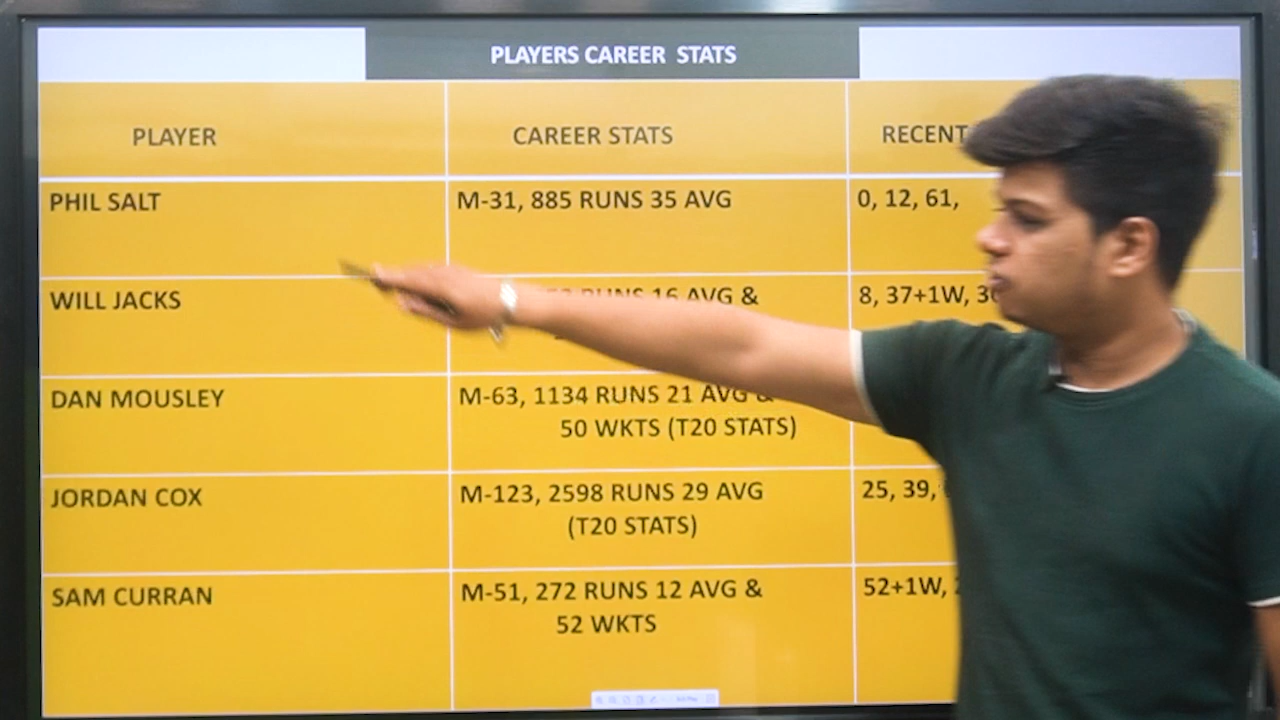 PLAYERS CAREER STATS
PLAYER
CAREER STATS
RECENT
PHIL SALT
M-31, 885 RUNS 35 AVG
0, 12, 61,
WILL JACKS
RUNS 16 AVG &
8, 37+1W,
DAN MOUSLEY
M-63, 1134 RUNS 21 AVG &
50 WKTS (T20 STATS)
JORDAN COX
M-123, 2598 RUNS 29 AVG
(T20 STATS)
25, 39,
SAM CURRAN
M-51, 272 RUNS 12 AVG &
52 WKTS
52+1W,